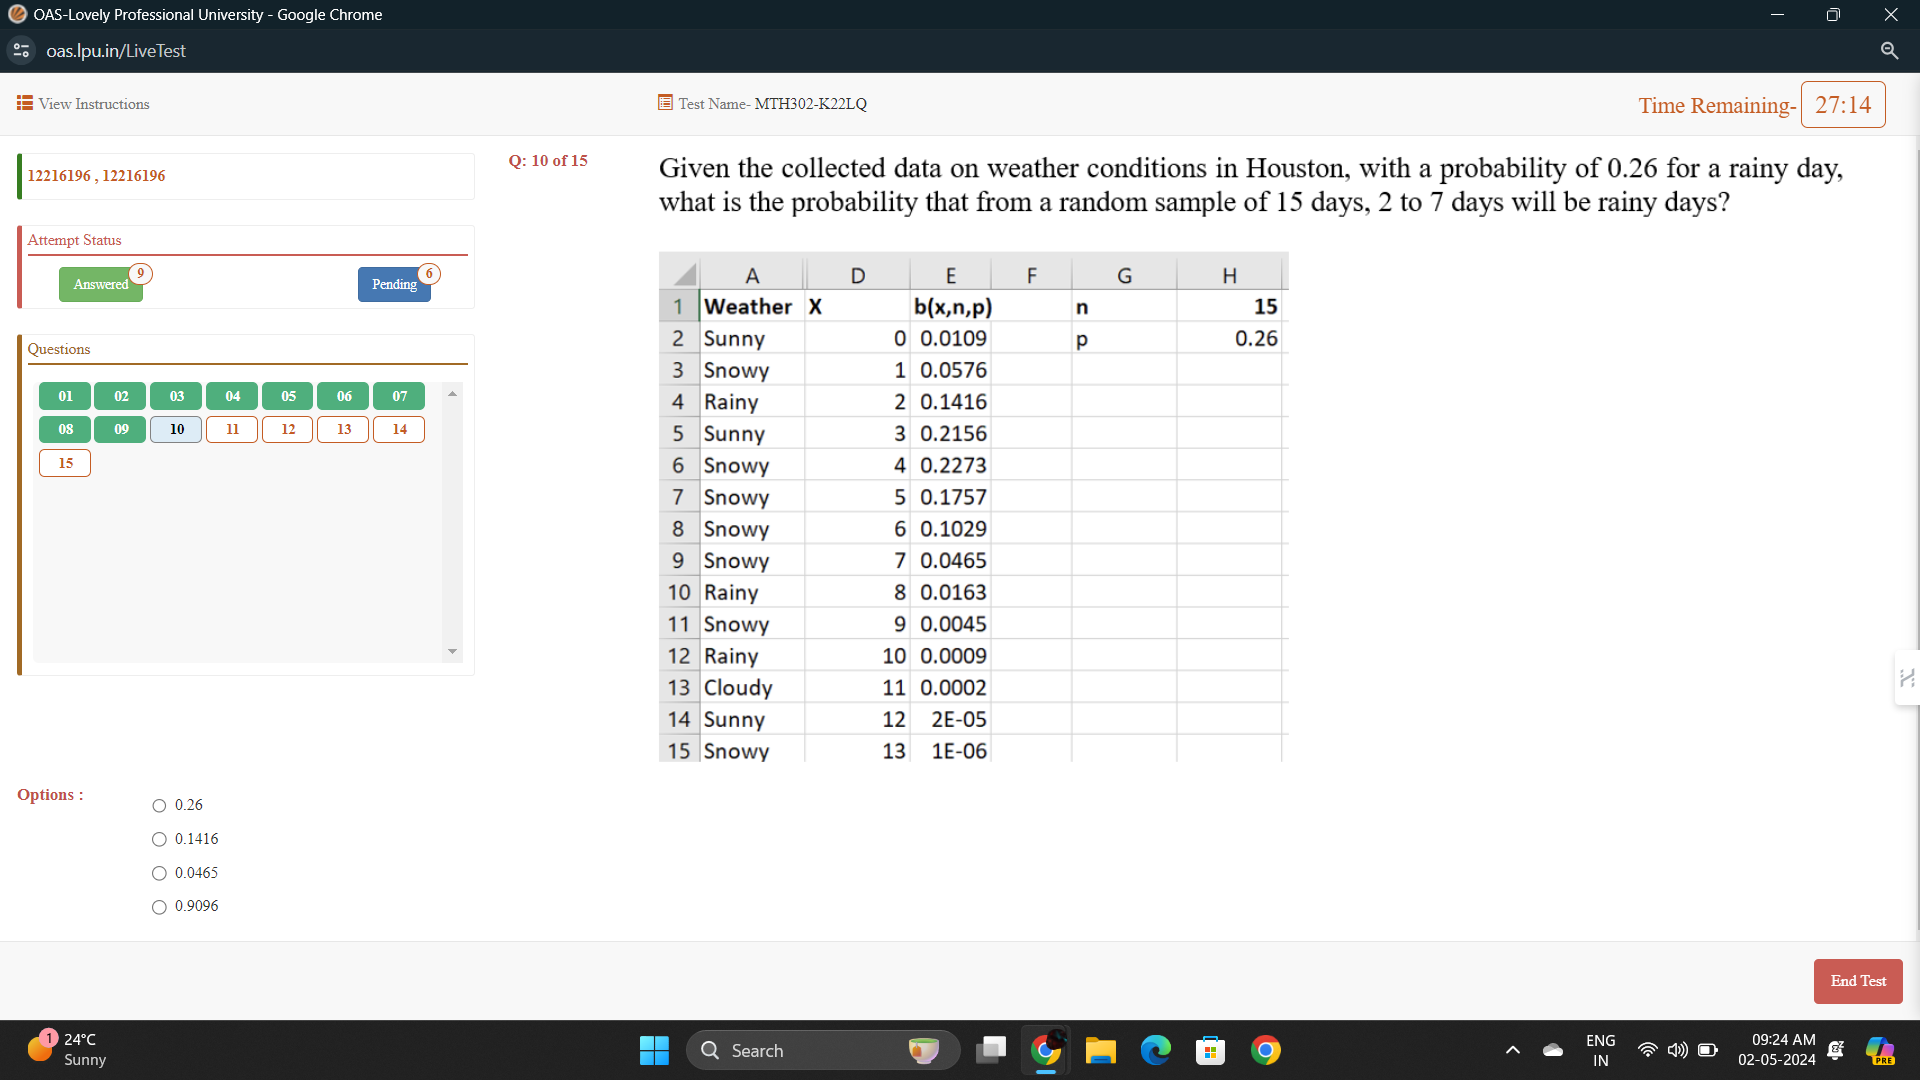 OAS-Lovely Professional University - Google Chrome
oas.lpu.in/LiveTest
View Instructions
Test Name- MTH302-K22LQ
Time Remaining- 27:14
12216196 , 12216196
Q: 10 of 15
Given the collected data on weather conditions in Houston, with a probability of 0.26 for a rainy day,
what is the probability that from a random sample of 15 days, 2 to 7 days will be rainy days?
Attempt Status
Answered 9
Pending 6
Questions
01 02 03 04 05 06 07
08 09 10 11 12 13 14
15
A D E F G H
1 Weather X b(x,n,p) n 15
2 Sunny 0 0.0109 p 0.26
3 Snowy 1 0.0576
4 Rainy 2 0.1416
5 Sunny 3 0.2156
6 Snowy 4 0.2273
7 Snowy 5 0.1757
8 Snowy 6 0.1029
9 Snowy 7 0.0465
10 Rainy 8 0.0163
11 Snowy 9 0.0045
12 Rainy 10 0.0009
13 Cloudy 11 0.0002
14 Sunny 12 2E-05
15 Snowy 13 1E-06
Options :
0.26
0.1416
0.0465
0.9096
End Test
1
24°C
Sunny
Search
ENG
IN
09:24 AM
02-05-2024
PRE